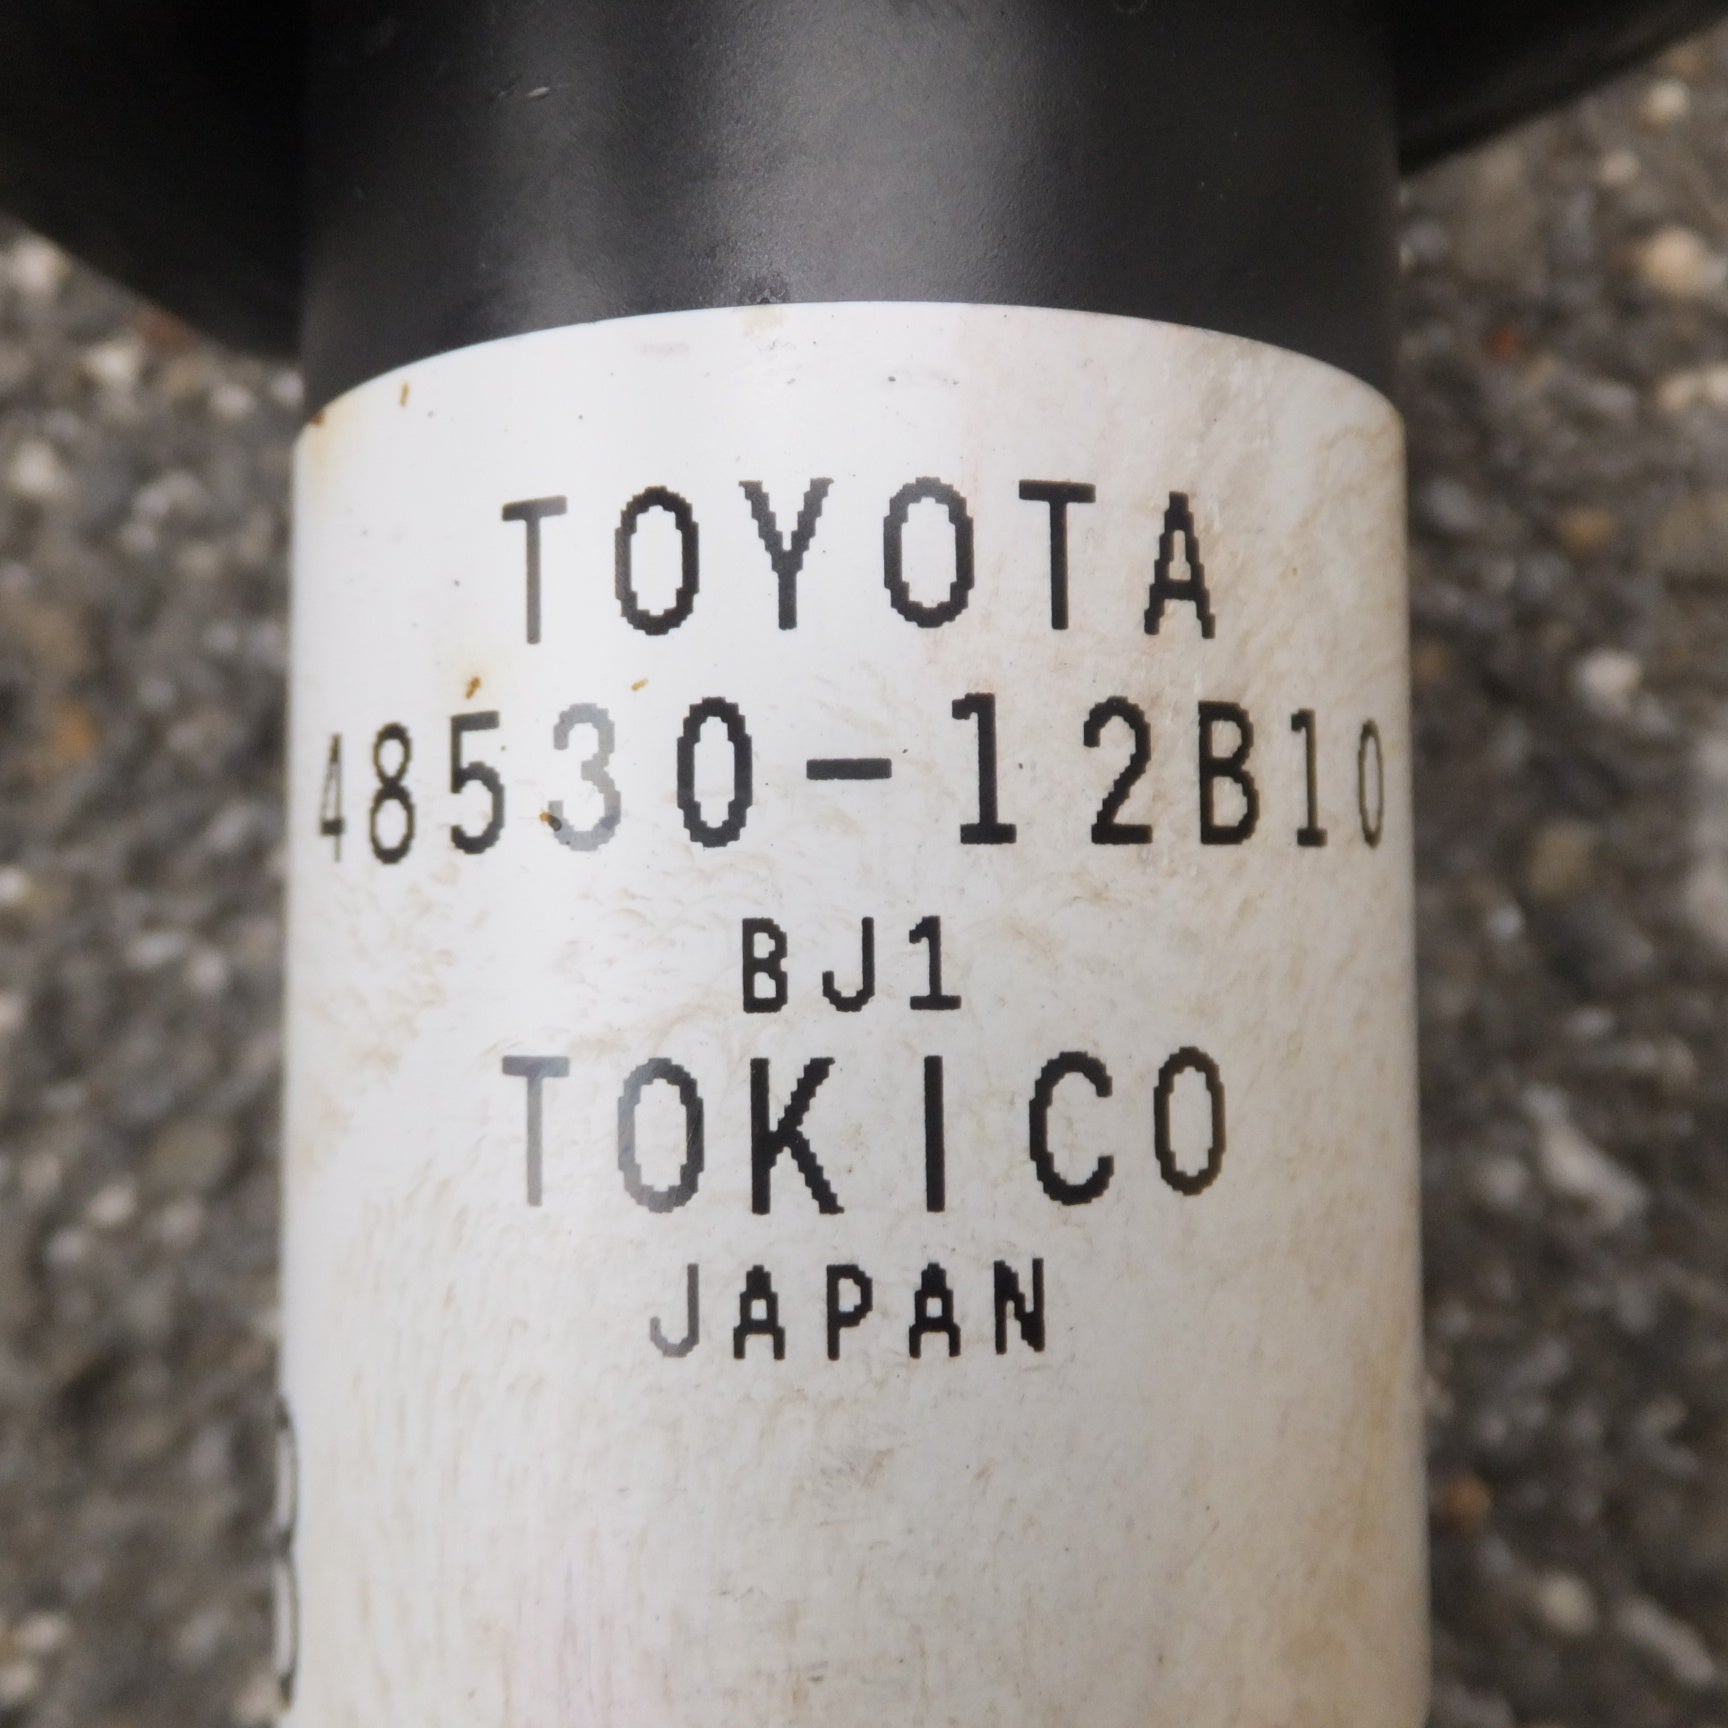 TOYOTA
48530-12B10
BJ1
TOKICO
JAPAN